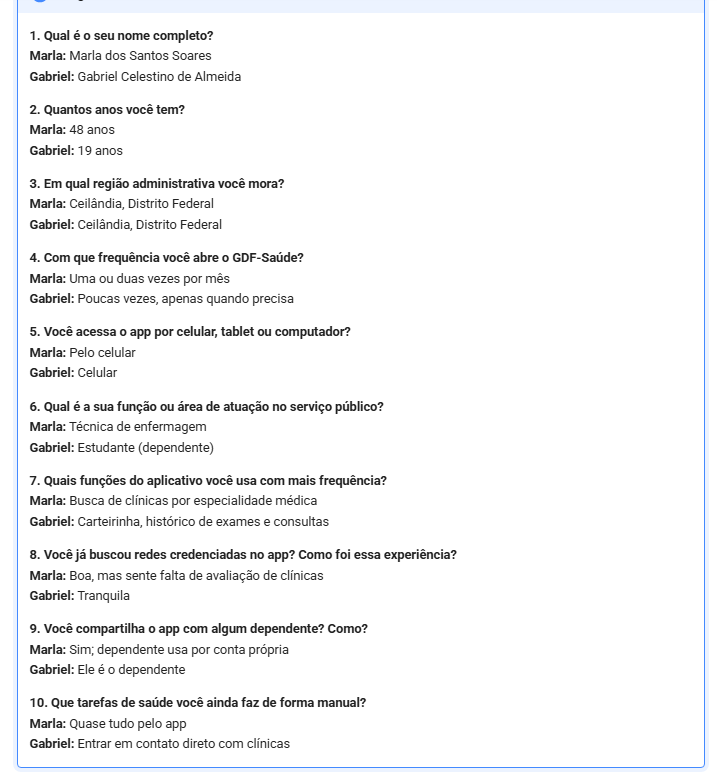 1. Qual é o seu nome completo?
Marla: Marla dos Santos Soares
Gabriel: Gabriel Celestino de Almeida
2. Quantos anos você tem?
Marla: 48 anos
Gabriel: 19 anos
3. Em qual região administrativa você mora?
Marla: Ceilândia, Distrito Federal
Gabriel: Ceilândia, Distrito Federal
4. Com que frequência você abre o GDF-Saúde?
Marla: Uma ou duas vezes por mês
Gabriel: Poucas vezes, apenas quando precisa
5. Você acessa o app por celular, tablet ou computador?
Marla: Pelo celular
Gabriel: Celular
6. Qual é a sua função ou área de atuação no serviço público?
Marla: Técnica de enfermagem
Gabriel: Estudante (dependente)
7. Quais funções do aplicativo você usa com mais frequência?
Marla: Busca de clínicas por especialidade médica
Gabriel: Carteirinha, histórico de exames e consultas
8. Você já buscou redes credenciadas no app? Como foi essa experiência?
Marla: Boa, mas sente falta de avaliação de clínicas
Gabriel: Tranquila
9. Você compartilha o app com algum dependente? Como?
Marla: Sim; dependente usa por conta própria
Gabriel: Ele é o dependente
10. Que tarefas de saúde você ainda faz de forma manual?
Marla: Quase tudo pelo app
Gabriel: Entrar em contato direto com clínicas